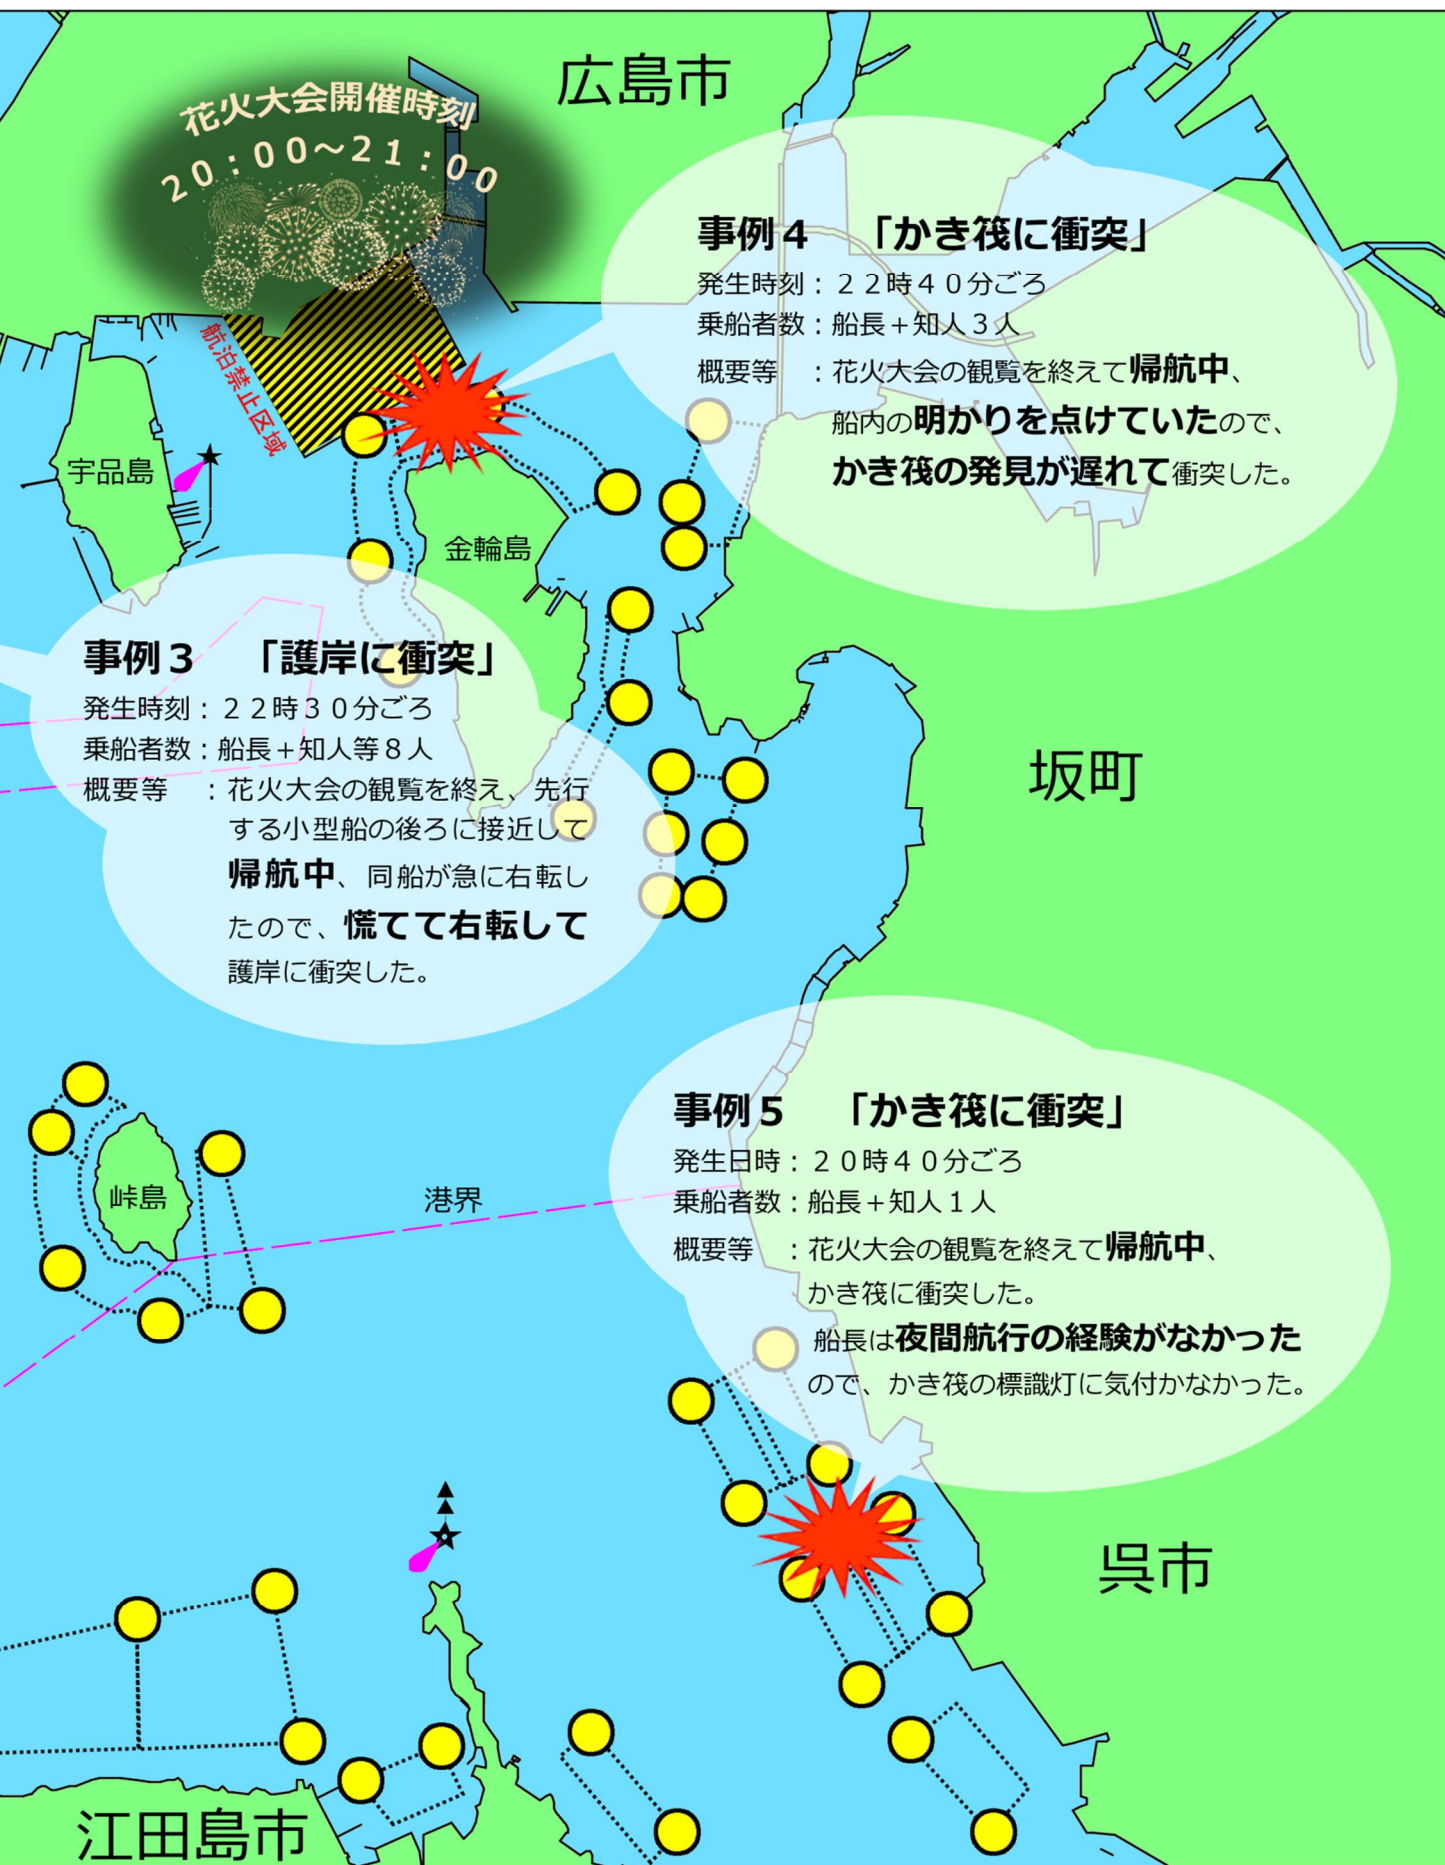 広島市
花火大会開催時刻
２０：００～２１：００
航泊禁止区域
事例４　「かき筏に衝突」
発生時刻：２２時４０分ごろ
乗船者数：船長＋知人３人
概要等　：花火大会の観覧を終えて帰航中、
船内の明かりを点けていたので、
かき筏の発見が遅れて衝突した。
宇品島
金輪島
事例３　「護岸に衝突」
発生時刻：２２時３０分ごろ
乗船者数：船長＋知人等８人
概要等　：花火大会の観覧を終え、先行
する小型船の後ろに接近して
帰航中、同船が急に右転し
たので、慌てて右転して
護岸に衝突した。
坂町
峠島
港界
事例５　「かき筏に衝突」
発生日時：２０時４０分ごろ
乗船者数：船長＋知人１人
概要等　：花火大会の観覧を終えて帰航中、
かき筏に衝突した。
船長は夜間航行の経験がなかった
ので、かき筏の標識灯に気付かなかった。
呉市
江田島市